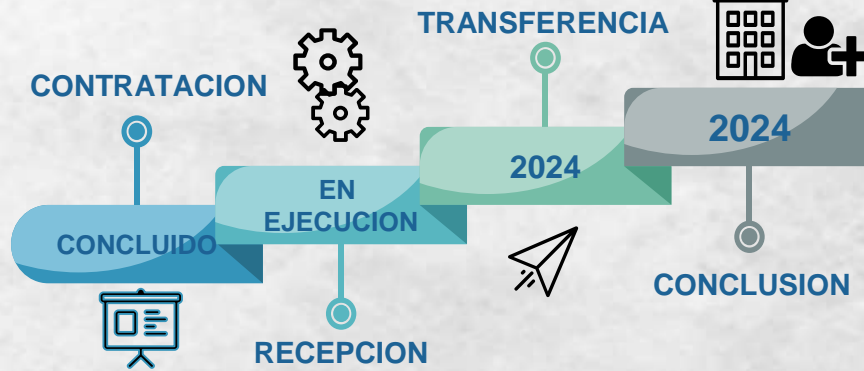 TRANSFERENCIA
CONTRATACION
2024
2024
EN
EJECUCION
CONCLUIDO
CONCLUSION
RECEPCION